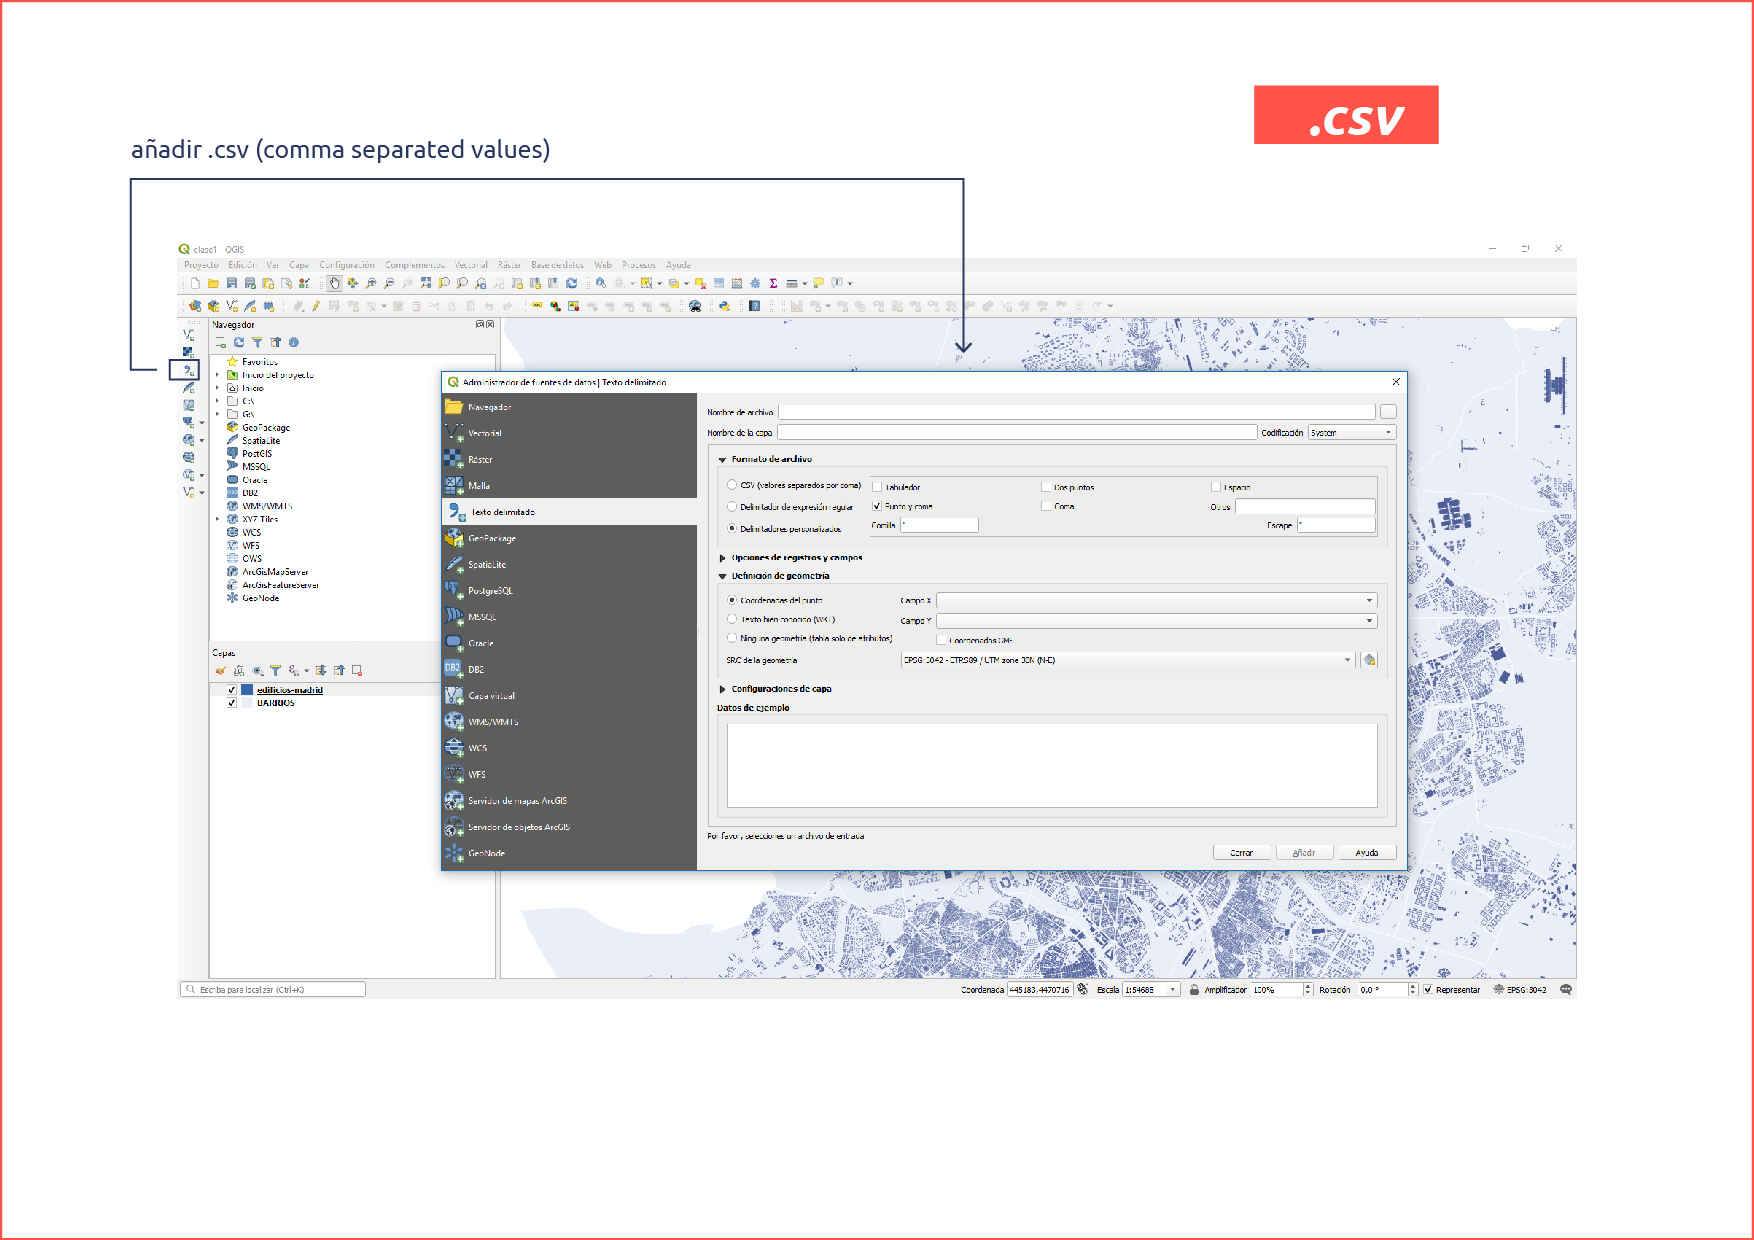 .csv
añadir .csv (comma separated values)
clase1 - QGIS
Proyecto Edición Ver Capa Configuración Complementos Vectorial Ráster Base de datos Web Procesos Ayuda
Navegador
Favoritos
Inicio del proyecto
Inicio
C:\
G:\
GeoPackage
SpatiaLite
PostGIS
MSSQL
Oracle
DB2
WMS/WMTS
XYZ Tiles
WCS
WFS
OWS
ArcGisMapServer
ArcGisFeatureServer
GeoNode
Capas
edificios-madrid
BARRIOS
Administrador de fuentes de datos | Texto delimitado
Navegador
Vectorial
Ráster
Malla
Texto delimitado
GeoPackage
SpatiaLite
PostgreSQL
MSSQL
Oracle
DB2
Capa virtual
WMS/WMTS
WCS
WFS
Servidor de mapas ArcGIS
Servidor de objetos ArcGIS
GeoNode
Nombre de archivo
Nombre de la capa Codificación System
Formato de archivo
CSV (valores separados por coma) Tabulador Dos puntos Espacio
Delimitador de expresión regular Punto y coma Coma Otros
Delimitadores personalizados Comilla " Escape "
Opciones de registros y campos
Definición de geometría
Coordenadas del punto Campo X
Texto bien conocido (WKT) Campo Y
Ninguna geometría (tabla solo de atributos) Coordenadas GMS
SRC de la geometría EPSG:3042 - ETRS89 / UTM zone 30N (N-E)
Configuraciones de capa
Datos de ejemplo
Por favor, selecciones un archivo de entrada
Cerrar Añadir Ayuda
Escriba para localizar (Ctrl+K) Coordenada 445183,4470716 Escala 1:54688 Amplificador 100% Rotación 0,0 ° Representar EPSG:3042